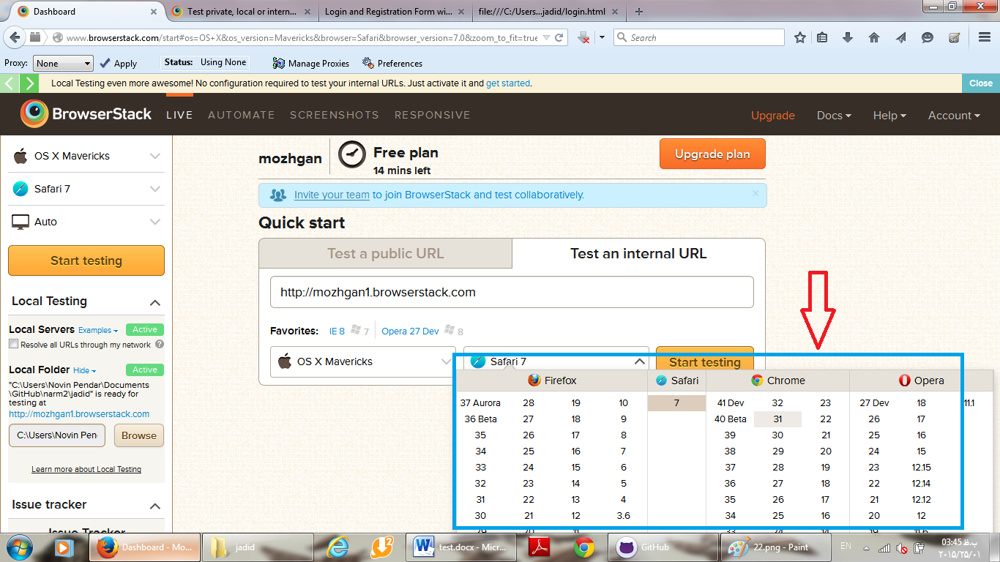 Dashboard
Test private, local or intern...
Login and Registration Form wi...
file:////C:/Users...jadid/login.html
www.browserstack.com/start#os=OS+X&os_version=Mavericks&browser=Safari&browser_version=7.0&zoom_to_fit=true
Search
Proxy: None Apply Status: Using None Manage Proxies Preferences
Local Testing even more awesome! No configuration required to test your internal URLs. Just activate it and get started. Close
BrowserStack LIVE AUTOMATE SCREENSHOTS RESPONSIVE Upgrade Docs Help Account
OS X Mavericks
Safari 7
Auto
Start testing
Local Testing
Local Servers Examples Active
Resolve all URLs through my network ?
Local Folder Hide Active
"C:\Users\Novin Pendar\Documents
\GitHub\narm2\jadid" is ready for
testing at
http://mozhgan1.browserstack.com
C:\Users\Novin Pen Browse
Learn more about Local Testing
Issue tracker
Issue Tracker
mozhgan Free plan
14 mins left
Upgrade plan
Invite your team to join BrowserStack and test collaboratively.
Quick start
Test a public URL Test an internal URL
http://mozhgan1.browserstack.com
Favorites: IE 8 7 Opera 27 Dev 8
OS X Mavericks Safari 7 Start testing
Firefox Safari Chrome Opera
37 Aurora 28 19 10 7 41 Dev 32 23 27 Dev 18 11.1
36 Beta 27 18 9 40 Beta 31 22 26 17
35 26 17 8 39 30 21 25 16
34 25 16 7 38 29 20 24 15
33 24 15 6 37 28 19 23 12.15
32 23 14 5 36 27 18 22 12.14
31 22 13 4 35 26 17 21 12.12
30 21 12 3.6 34 25 16 20 12
29 20 11 33 24 14 19 11.6
Dashboard - Mo...
jadid
test.docx - Micr...
GitHub
22.png - Paint
EN
03:45 ب.ظ
۲۰۱۵/۲۵/۰۱